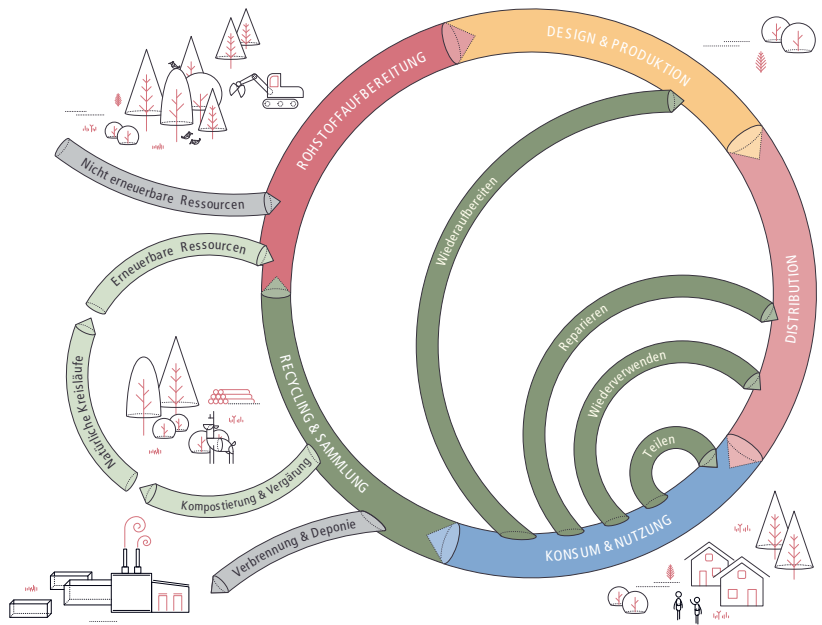 DESIGN & PRODUKTION
ROHSTOFFAUFBEREITUNG
Nicht erneuerbare Ressourcen
Wiederaufbereiten
Erneuerbare Ressourcen
DISTRIBUTION
Reparieren
Wiederverwenden
Natürliche Kreisläufe
RECYCLING & SAMMLUNG
Teilen
Kompostierung & Vergärung
Verbrennung & Deponie
KONSUM & NUTZUNG